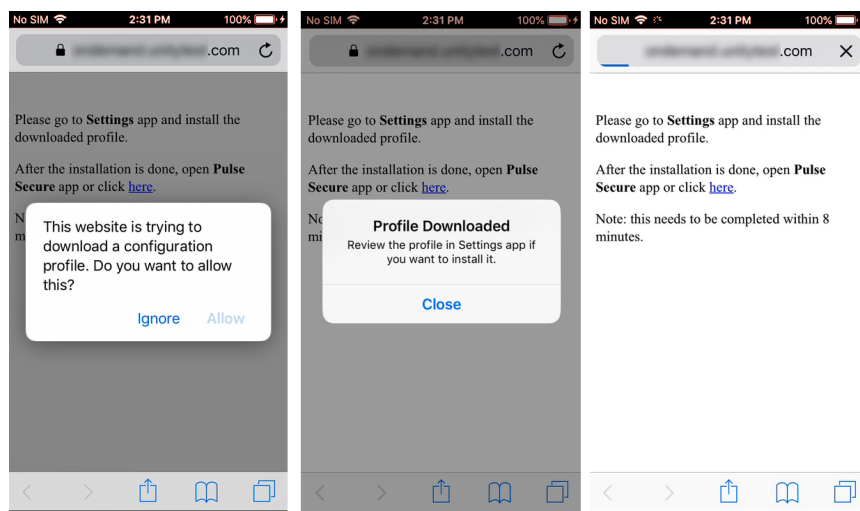 No SIM 2:31 PM 100%
.com
Please go to Settings app and install the
downloaded profile.
After the installation is done, open Pulse
Secure app or click here.
N
m
This website is trying to
download a configuration
profile. Do you want to allow
this?
Ignore Allow
No SIM 2:31 PM 100%
.com
Please go to Settings app and install the
downloaded profile.
After the installation is done, open Pulse
Secure app or click here.
No
mi
Profile Downloaded
Review the profile in Settings app if
you want to install it.
Close
No SIM 2:31 PM 100%
.com
Please go to Settings app and install the
downloaded profile.
After the installation is done, open Pulse
Secure app or click here.
Note: this needs to be completed within 8
minutes.